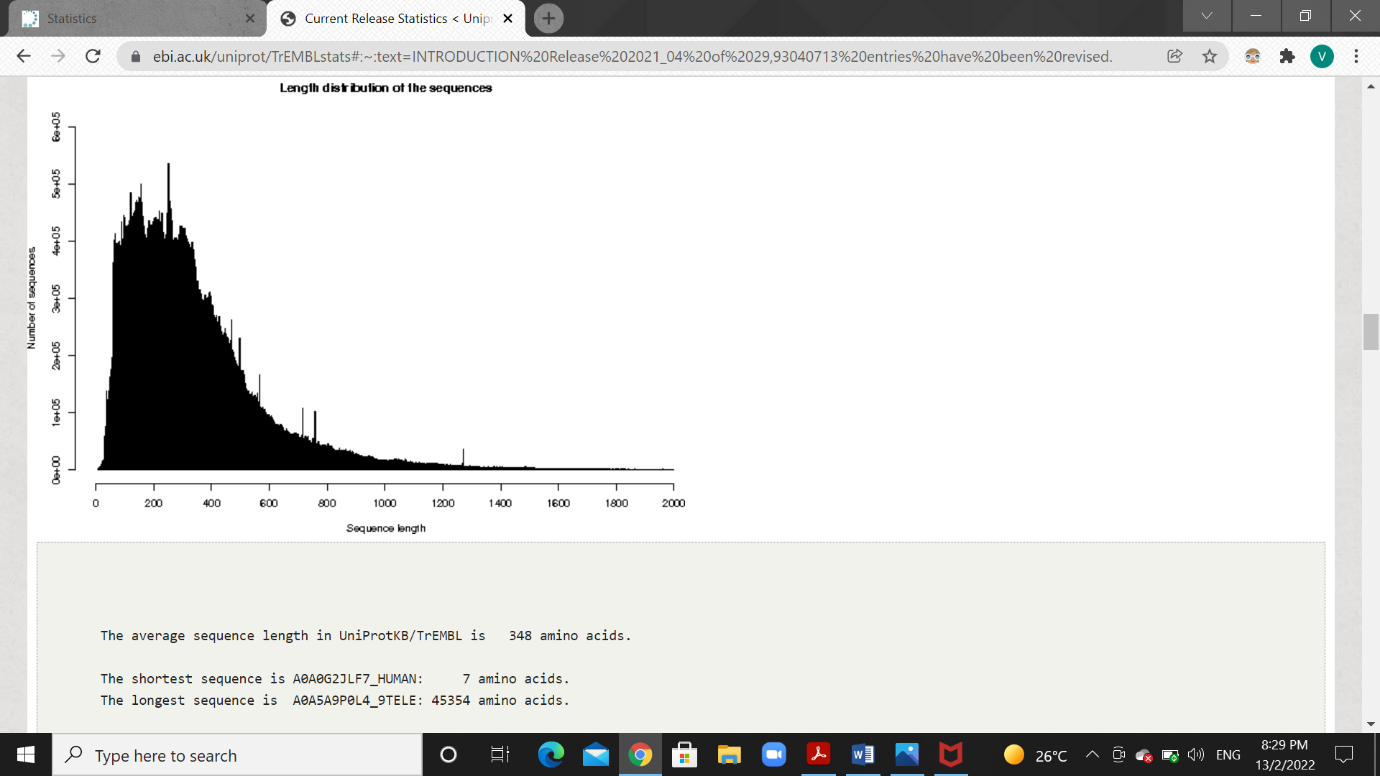 Statistics
Current Release Statistics < Unip
ebi.ac.uk/uniprot/TrEMBLstats#:~:text=INTRODUCTION%20Release%202021_04%20of%2029,93040713%20entries%20have%20been%20revised.
V
Length distribution of the sequences
Number of sequences
6e+05
5e+05
4e+05
3e+05
2e+05
1e+05
0e+00
0 200 400 600 800 1000 1200 1400 1600 1800 2000
Sequence length
The average sequence length in UniProtKB/TrEMBL is 348 amino acids.
The shortest sequence is A0A0G2JLF7_HUMAN: 7 amino acids.
The longest sequence is A0A5A9P0L4_9TELE: 45354 amino acids.
Type here to search
26°C
ENG
8:29 PM
13/2/2022